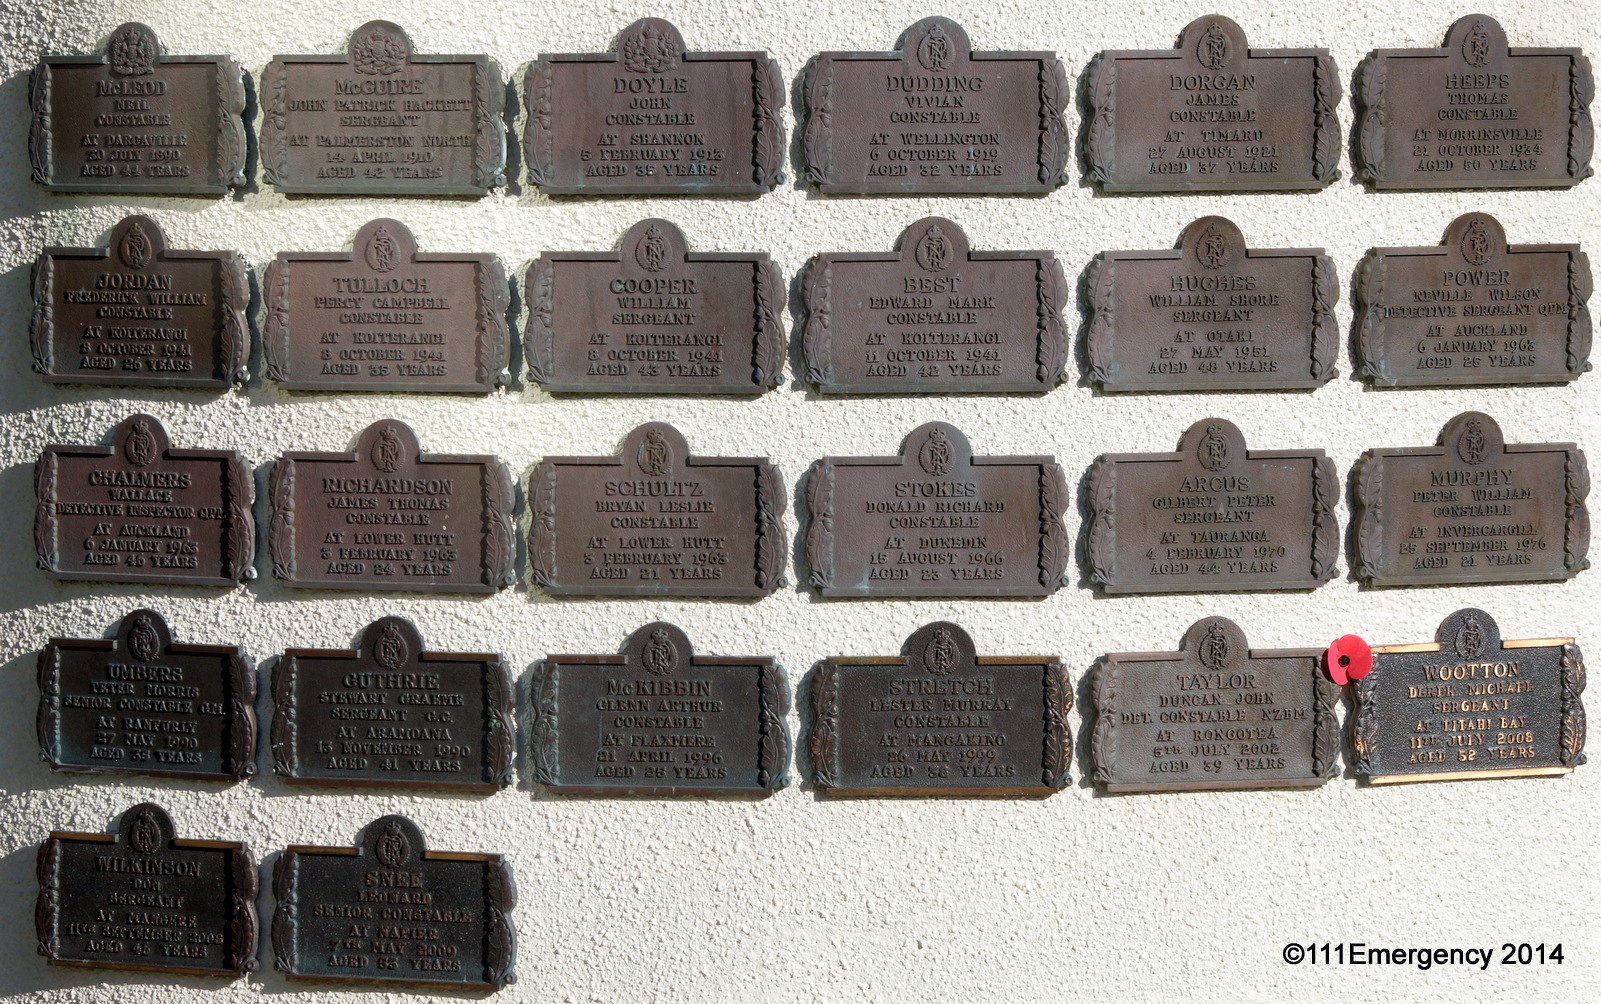 McLEOD
NEIL
CONSTABLE
AT DARGAVILLE
30 JULY 1890
AGED 44 YEARS
McGUIRE
JOHN PATRICK HACKETT
SERGEANT
AT PALMERSTON NORTH
14 APRIL 1910
AGED 42 YEARS
DOYLE
JOHN
CONSTABLE
AT SHANNON
5 FEBRUARY 1913
AGED 35 YEARS
DUDDING
VIVIAN
CONSTABLE
AT WELLINGTON
6 OCTOBER 1919
AGED 32 YEARS
DORGAN
JAMES
CONSTABLE
AT TIMARU
27 AUGUST 1921
AGED 37 YEARS
HEEPS
THOMAS
CONSTABLE
AT MORRINSVILLE
21 OCTOBER 1934
AGED 50 YEARS
JORDAN
FREDERICK WILLIAM
CONSTABLE
AT KOITERANGI
8 OCTOBER 1941
AGED 26 YEARS
TULLOCH
PERCY CAMPBELL
CONSTABLE
AT KOITERANGI
8 OCTOBER 1941
AGED 35 YEARS
COOPER
WILLIAM
SERGEANT
AT KOITERANGI
8 OCTOBER 1941
AGED 43 YEARS
BEST
EDWARD MARK
CONSTABLE
AT KOITERANGI
11 OCTOBER 1941
AGED 42 YEARS
HUGHES
WILLIAM SHORE
SERGEANT
AT OTAKI
27 MAY 1951
AGED 48 YEARS
POWER
NEVILLE WILSON
DETECTIVE SERGEANT QPM
AT AUCKLAND
6 JANUARY 1963
AGED 25 YEARS
CHALMERS
WALLACE
DETECTIVE INSPECTOR QPM
AT AUCKLAND
6 JANUARY 1963
AGED 46 YEARS
RICHARDSON
JAMES THOMAS
CONSTABLE
AT LOWER HUTT
3 FEBRUARY 1963
AGED 24 YEARS
SCHULTZ
BRYAN LESLIE
CONSTABLE
AT LOWER HUTT
3 FEBRUARY 1963
AGED 21 YEARS
STOKES
DONALD RICHARD
CONSTABLE
AT DUNEDIN
15 AUGUST 1966
AGED 23 YEARS
ARCUS
GILBERT PETER
SERGEANT
AT TAURANGA
4 FEBRUARY 1970
AGED 44 YEARS
MURPHY
PETER WILLIAM
CONSTABLE
AT INVERCARGILL
25 SEPTEMBER 1976
AGED 21 YEARS
UMBERS
PETER MORRIS
SENIOR CONSTABLE G.M.
AT RANFURLY
27 MAY 1990
AGED 35 YEARS
GUTHRIE
STEWART GRAEME
SERGEANT G.C.
AT ARAMOANA
13 NOVEMBER 1990
AGED 41 YEARS
McKIBBIN
GLENN ARTHUR
CONSTABLE
AT FLAXMERE
21 APRIL 1996
AGED 25 YEARS
STRETCH
LESTER MURRAY
CONSTABLE
AT MANGAKINO
26 MAY 1999
AGED 38 YEARS
TAYLOR
DUNCAN JOHN
DET. CONSTABLE NZBM
AT RONGOTEA
5TH JULY 2002
AGED 39 YEARS
WOOTTON
DEREK MICHAEL
SERGEANT
AT TITAHI BAY
11TH JULY 2008
AGED 52 YEARS
WILKINSON
DON
SERGEANT
AT MANGERE
11TH SEPTEMBER 2008
AGED 46 YEARS
SNEE
LEONARD
SENIOR CONSTABLE
AT NAPIER
7TH MAY 2009
AGED 53 YEARS
©111Emergency 2014